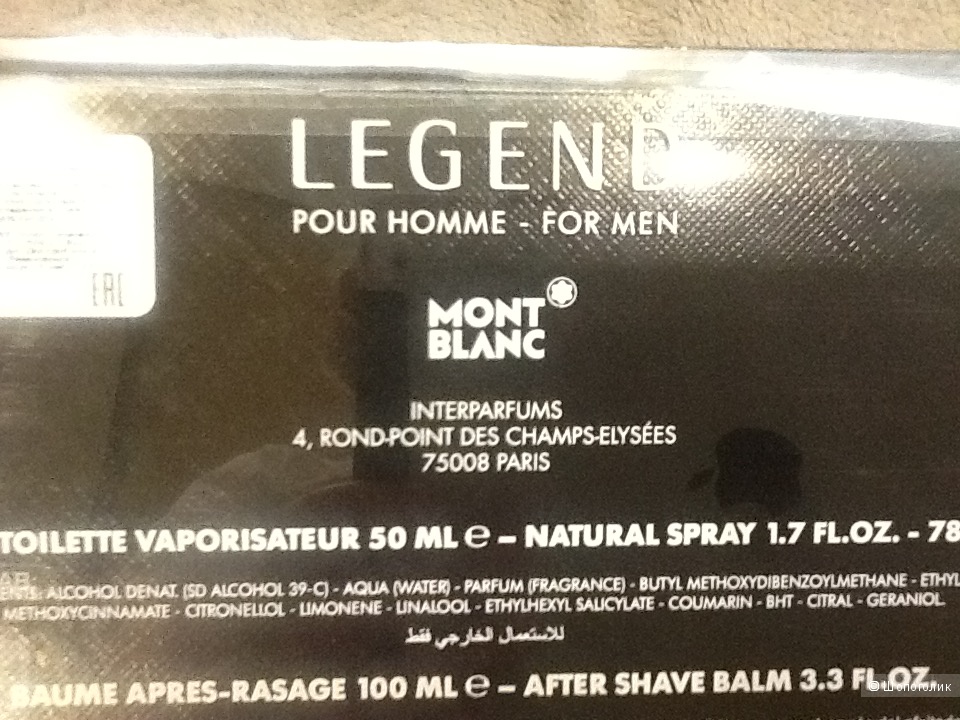 LEGEND
POUR HOMME - FOR MEN
EAC
MONT
BLANC
INTERPARFUMS
4, ROND-POINT DES CHAMPS-ELYSÉES
75008 PARIS
TOILETTE VAPORISATEUR 50 ML e – NATURAL SPRAY 1.7 FL.OZ. - 78
ALCOHOL DENAT. (SD ALCOHOL 39-C) - AQUA (WATER) - PARFUM (FRAGRANCE) - BUTYL METHOXYDIBENZOYLMETHANE - ETHYL
METHOXYCINNAMATE - CITRONELLOL - LIMONENE - LINALOOL - ETHYLHEXYL SALICYLATE - COUMARIN - BHT - CITRAL - GERANIOL
للاستعمال الخارجي فقط
BAUME APRES-RASAGE 100 ML e – AFTER SHAVE BALM 3.3 FL.OZ.
© Шопоголик